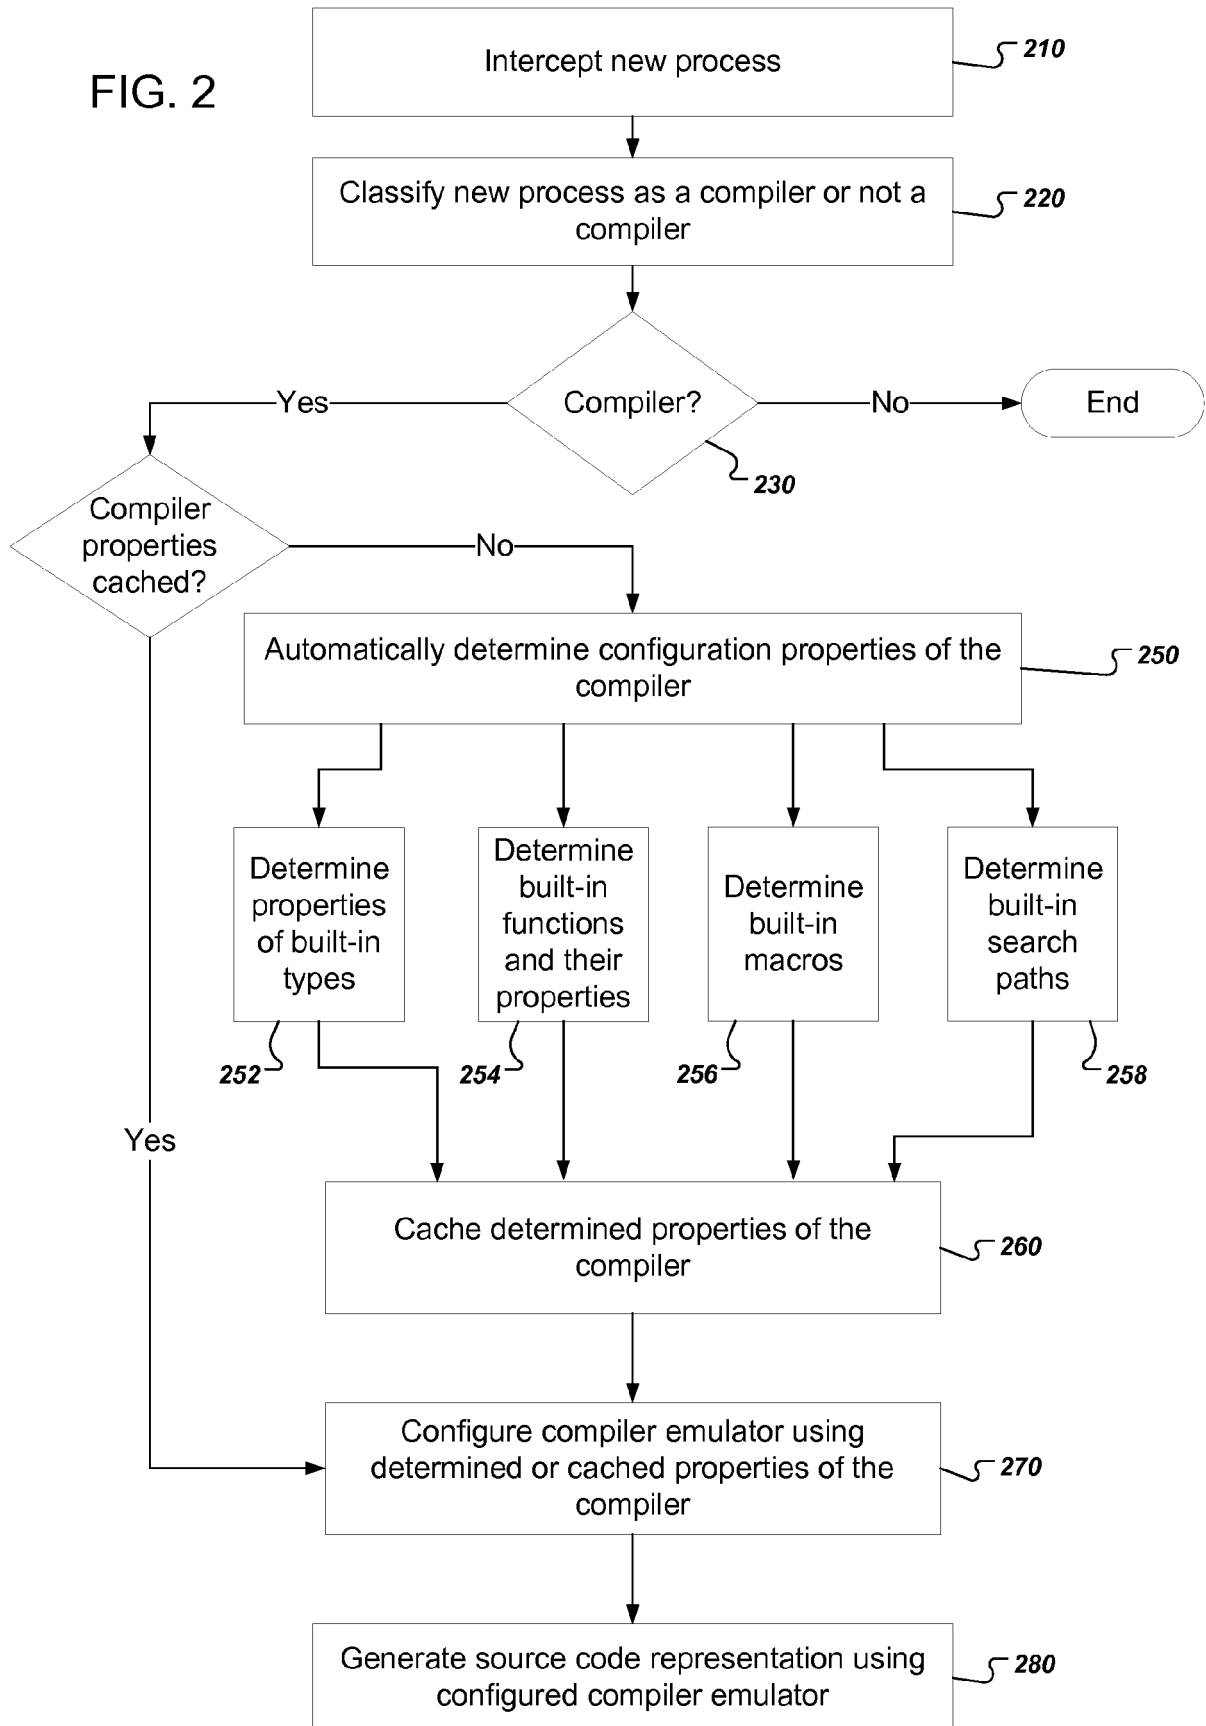 FIG. 2
Intercept new process
210
Classify new process as a compiler or not a
compiler
220
Compiler?
Yes
No
End
230
Compiler
properties
cached?
No
Automatically determine configuration properties of the
compiler
250
Determine
properties
of built-in
types
252
Determine
built-in
functions
and their
properties
254
Determine
built-in
macros
256
Determine
built-in
search
paths
258
Yes
Cache determined properties of the
compiler
260
Configure compiler emulator using
determined or cached properties of the
compiler
270
Generate source code representation using
configured compiler emulator
280